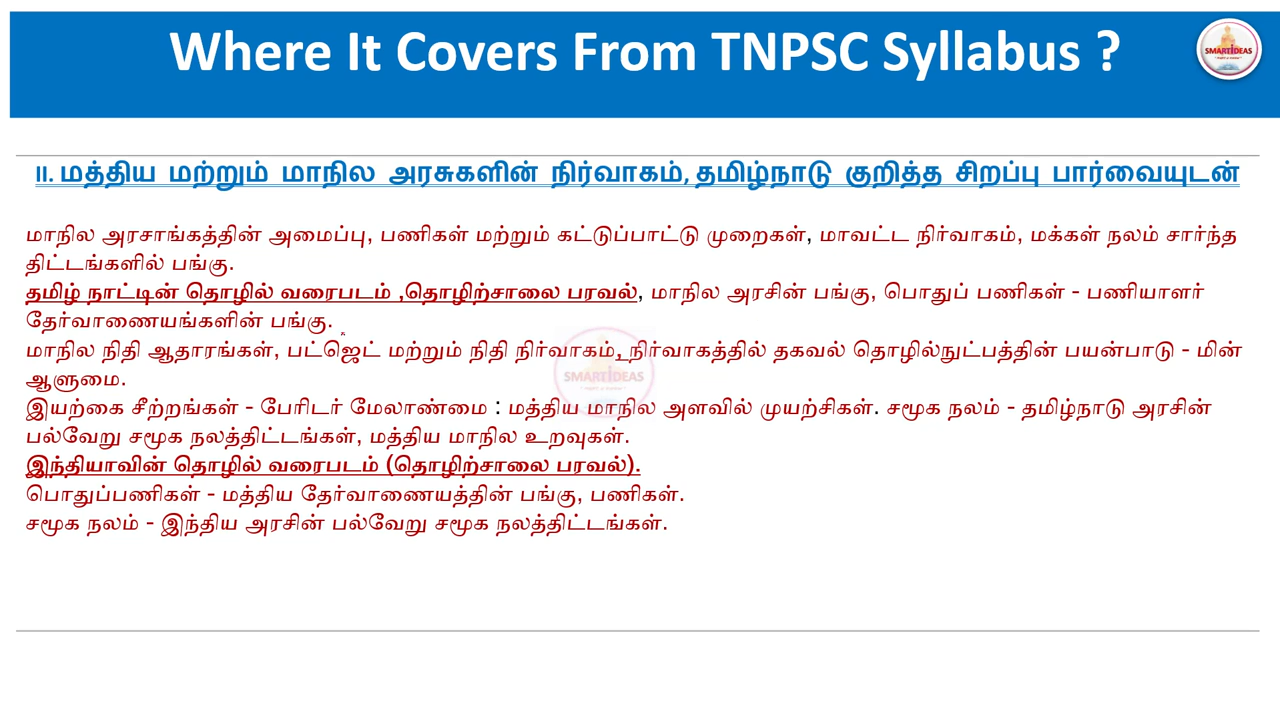 Where It Covers From TNPSC Syllabus ?
SMARTIDEAS
II. மத்திய மற்றும் மாநில அரசுகளின் நிர்வாகம், தமிழ்நாடு குறித்த சிறப்பு பார்வையுடன்
மாநில அரசாங்கத்தின் அமைப்பு, பணிகள் மற்றும் கட்டுப்பாட்டு முறைகள், மாவட்ட நிர்வாகம், மக்கள் நலம் சார்ந்த
திட்டங்களில் பங்கு.
தமிழ் நாட்டின் தொழில் வரைபடம் ,தொழிற்சாலை பரவல், மாநில அரசின் பங்கு, பொதுப் பணிகள் - பணியாளர்
தேர்வாணையங்களின் பங்கு.
மாநில நிதி ஆதாரங்கள், பட்ஜெட் மற்றும் நிதி நிர்வாகம், நிர்வாகத்தில் தகவல் தொழில்நுட்பத்தின் பயன்பாடு - மின்
ஆளுமை.
SMARTIDEAS
இயற்கை சீற்றங்கள் - பேரிடர் மேலாண்மை : மத்திய மாநில அளவில் முயற்சிகள். சமூக நலம் - தமிழ்நாடு அரசின்
பல்வேறு சமூக நலத்திட்டங்கள், மத்திய மாநில உறவுகள்.
இந்தியாவின் தொழில் வரைபடம் (தொழிற்சாலை பரவல்).
பொதுப்பணிகள் - மத்திய தேர்வாணையத்தின் பங்கு, பணிகள்.
சமூக நலம் - இந்திய அரசின் பல்வேறு சமூக நலத்திட்டங்கள்.